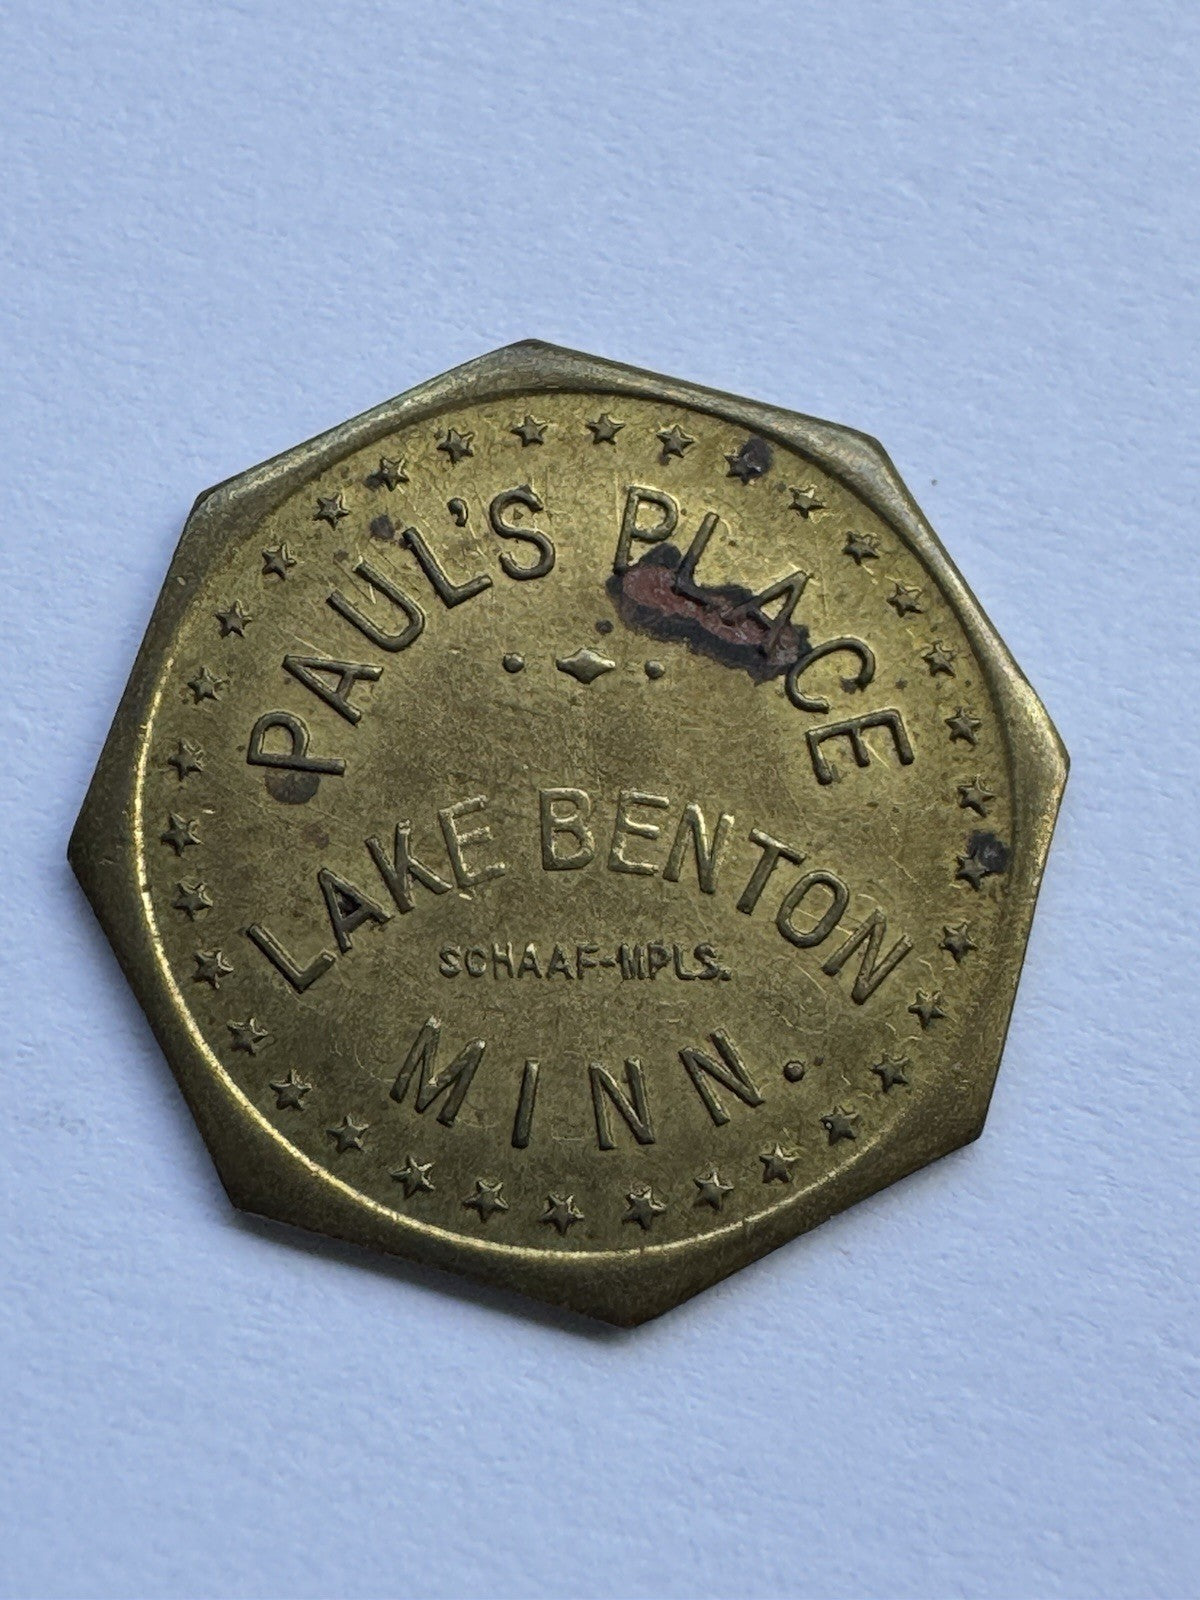 PAUL'S PLACE
LAKE BENTON
SCHAAF-MPLS.
MINN.